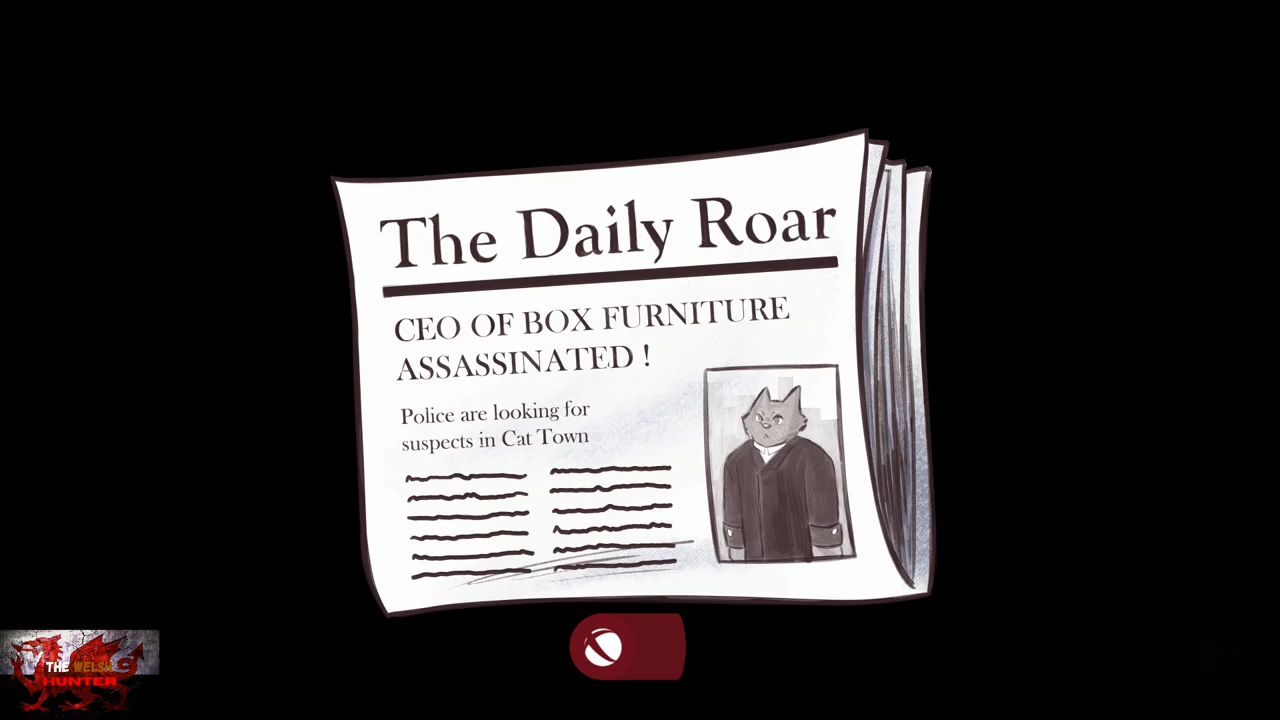 The Daily Roar
CEO OF BOX FURNITURE
ASSASSINATED !
Police are looking for
suspects in Cat Town
THE WELSH
HUNTER